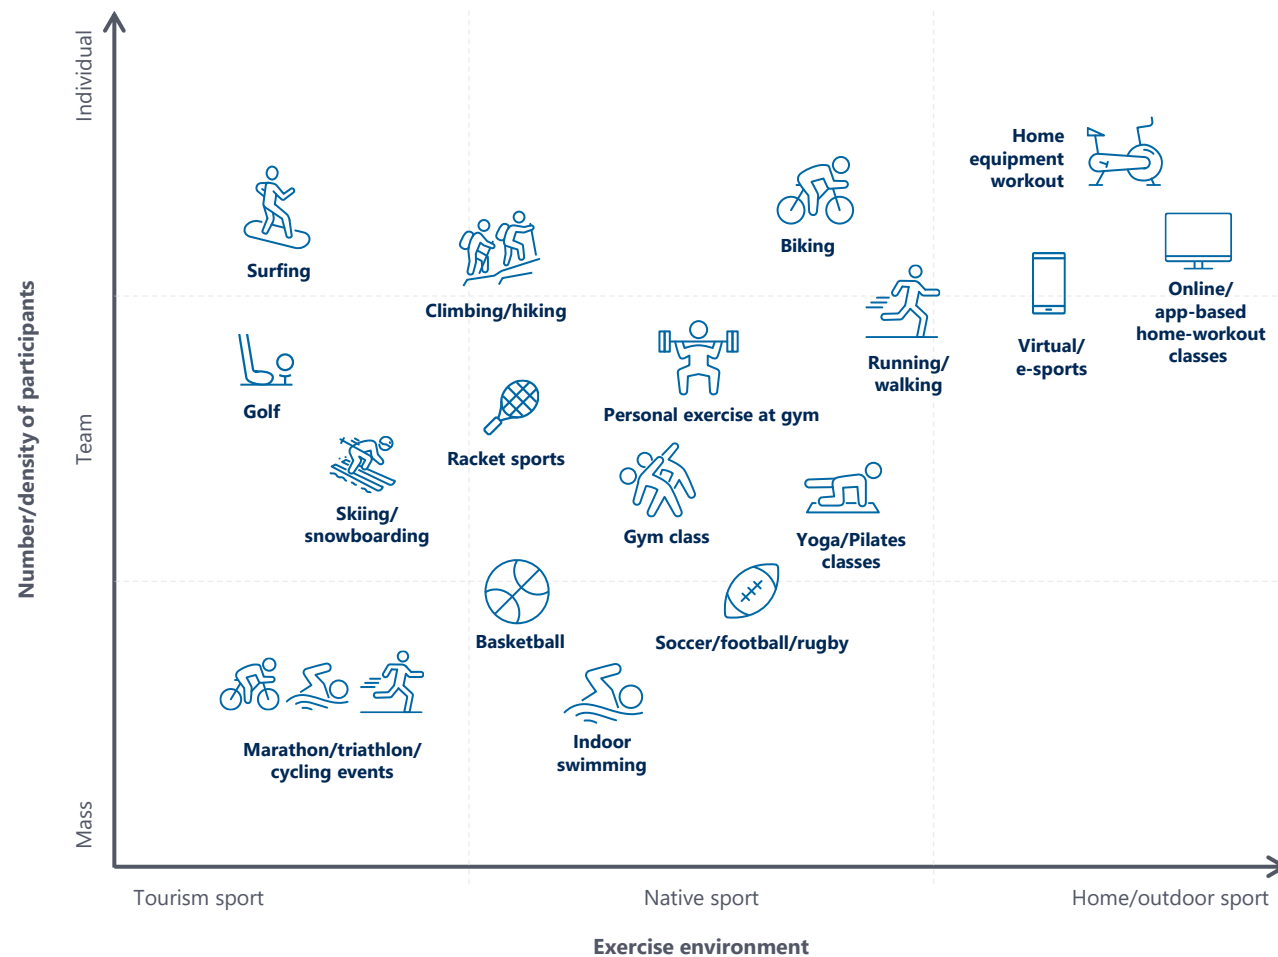 Number/density of participants
Individual
Team
Mass
Home
equipment
workout
Biking
Surfing
Climbing/hiking
Online/
app-based
home-workout
classes
Virtual/
e-sports
Running/
walking
Golf
Personal exercise at gym
Racket sports
Skiing/
snowboarding
Gym class
Yoga/Pilates
classes
Basketball
Soccer/football/rugby
Marathon/triathlon/
cycling events
Indoor
swimming
Tourism sport
Native sport
Home/outdoor sport
Exercise environment